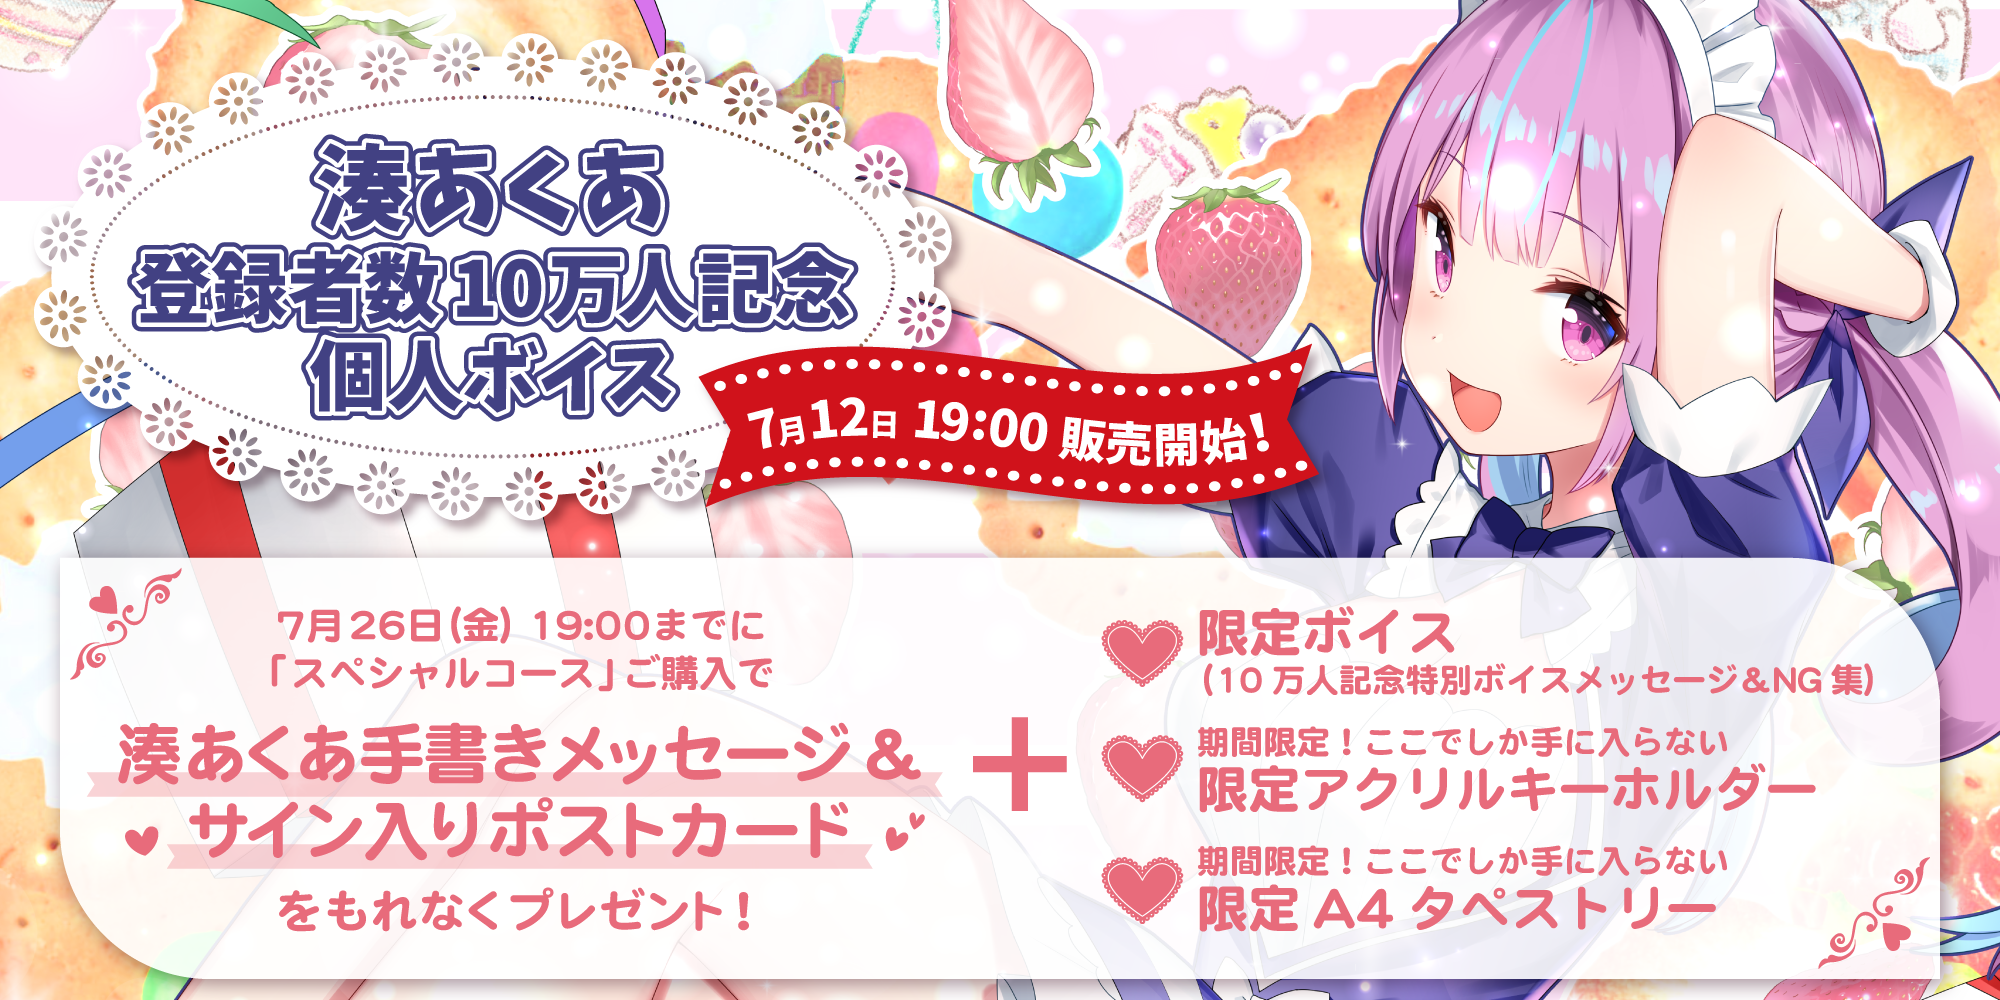 湊あくあ
登録者数10万人記念
個人ボイス
7月12日 19:00 販売開始!
7月26日(金) 19:00までに
「スペシャルコース」ご購入で
湊あくあ手書きメッセージ&
サイン入りポストカード
をもれなくプレゼント!
+
限定ボイス
(10万人記念特別ボイスメッセージ&NG集)
期間限定!ここでしか手に入らない
限定アクリルキーホルダー
期間限定!ここでしか手に入らない
限定A4タペストリー